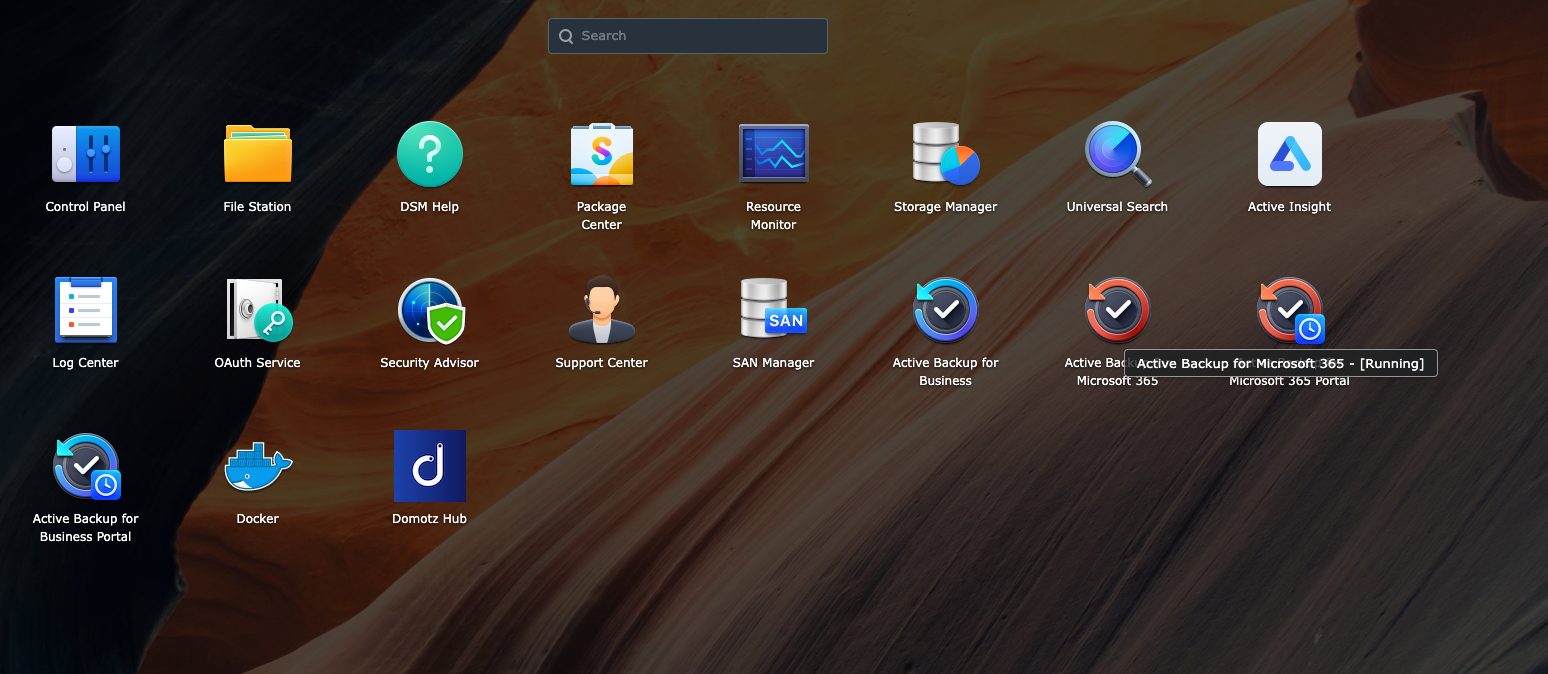 Search
Control Panel
File Station
DSM Help
Package
Center
Resource
Monitor
Storage Manager
Universal Search
Active Insight
Log Center
OAuth Service
Security Advisor
Support Center
SAN
SAN Manager
Active Backup for
Business
Active
Microsoft 365
Active Backup for Microsoft 365 - [Running]
Microsoft 365 Portal
Active Backup for
Business Portal
Docker
Domotz Hub